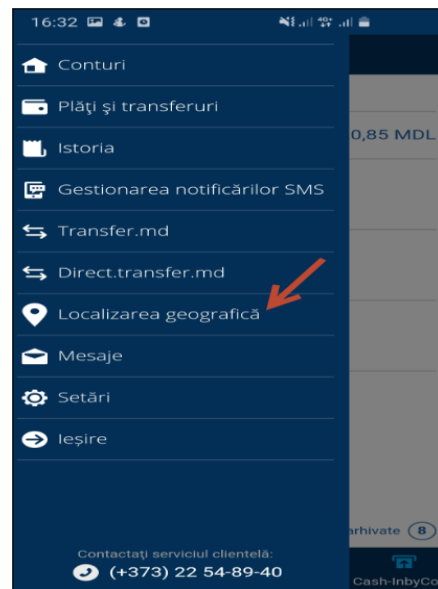 16:32
Conturi
Plăţi şi transferuri
0,85 MDL
Istoria
Gestionarea notificărilor SMS
Transfer.md
Direct.transfer.md
Localizarea geografică
Mesaje
Setări
Ieşire
arhivate 8
Contactaţi serviciul clientelă:
(+373) 22 54-89-40
Cash-InbyCo